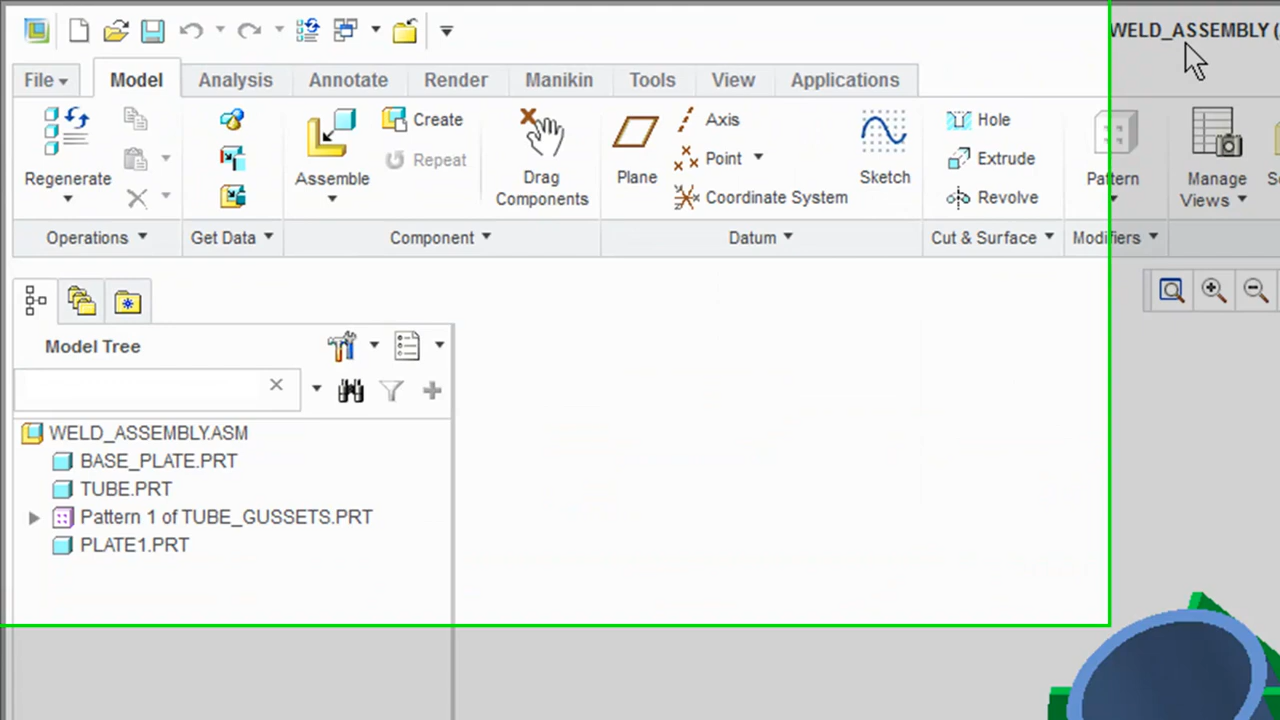 WELD_ASSEMBLY (
File Model Analysis Annotate Render Manikin Tools View Applications
Regenerate
Assemble
Create
Repeat
Drag
Components
Plane
Axis
Point
Coordinate System
Sketch
Hole
Extrude
Revolve
Pattern
Manage
Views
Operations Get Data Component Datum Cut & Surface Modifiers
Model Tree
WELD_ASSEMBLY.ASM
BASE_PLATE.PRT
TUBE.PRT
Pattern 1 of TUBE_GUSSETS.PRT
PLATE1.PRT